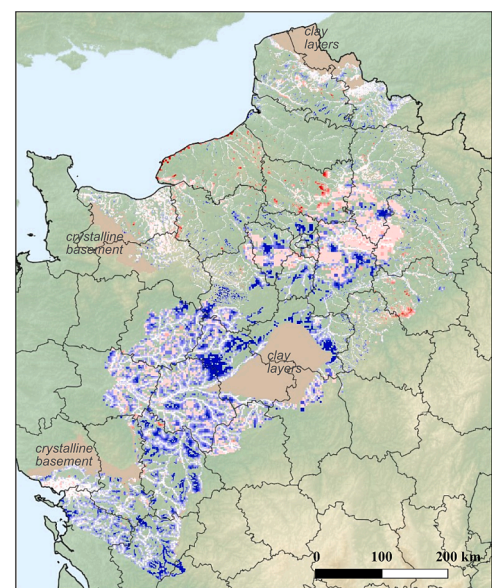 clay
layers
crystalline
basement
clay
layers
crystalline
basement
0 100 200 km